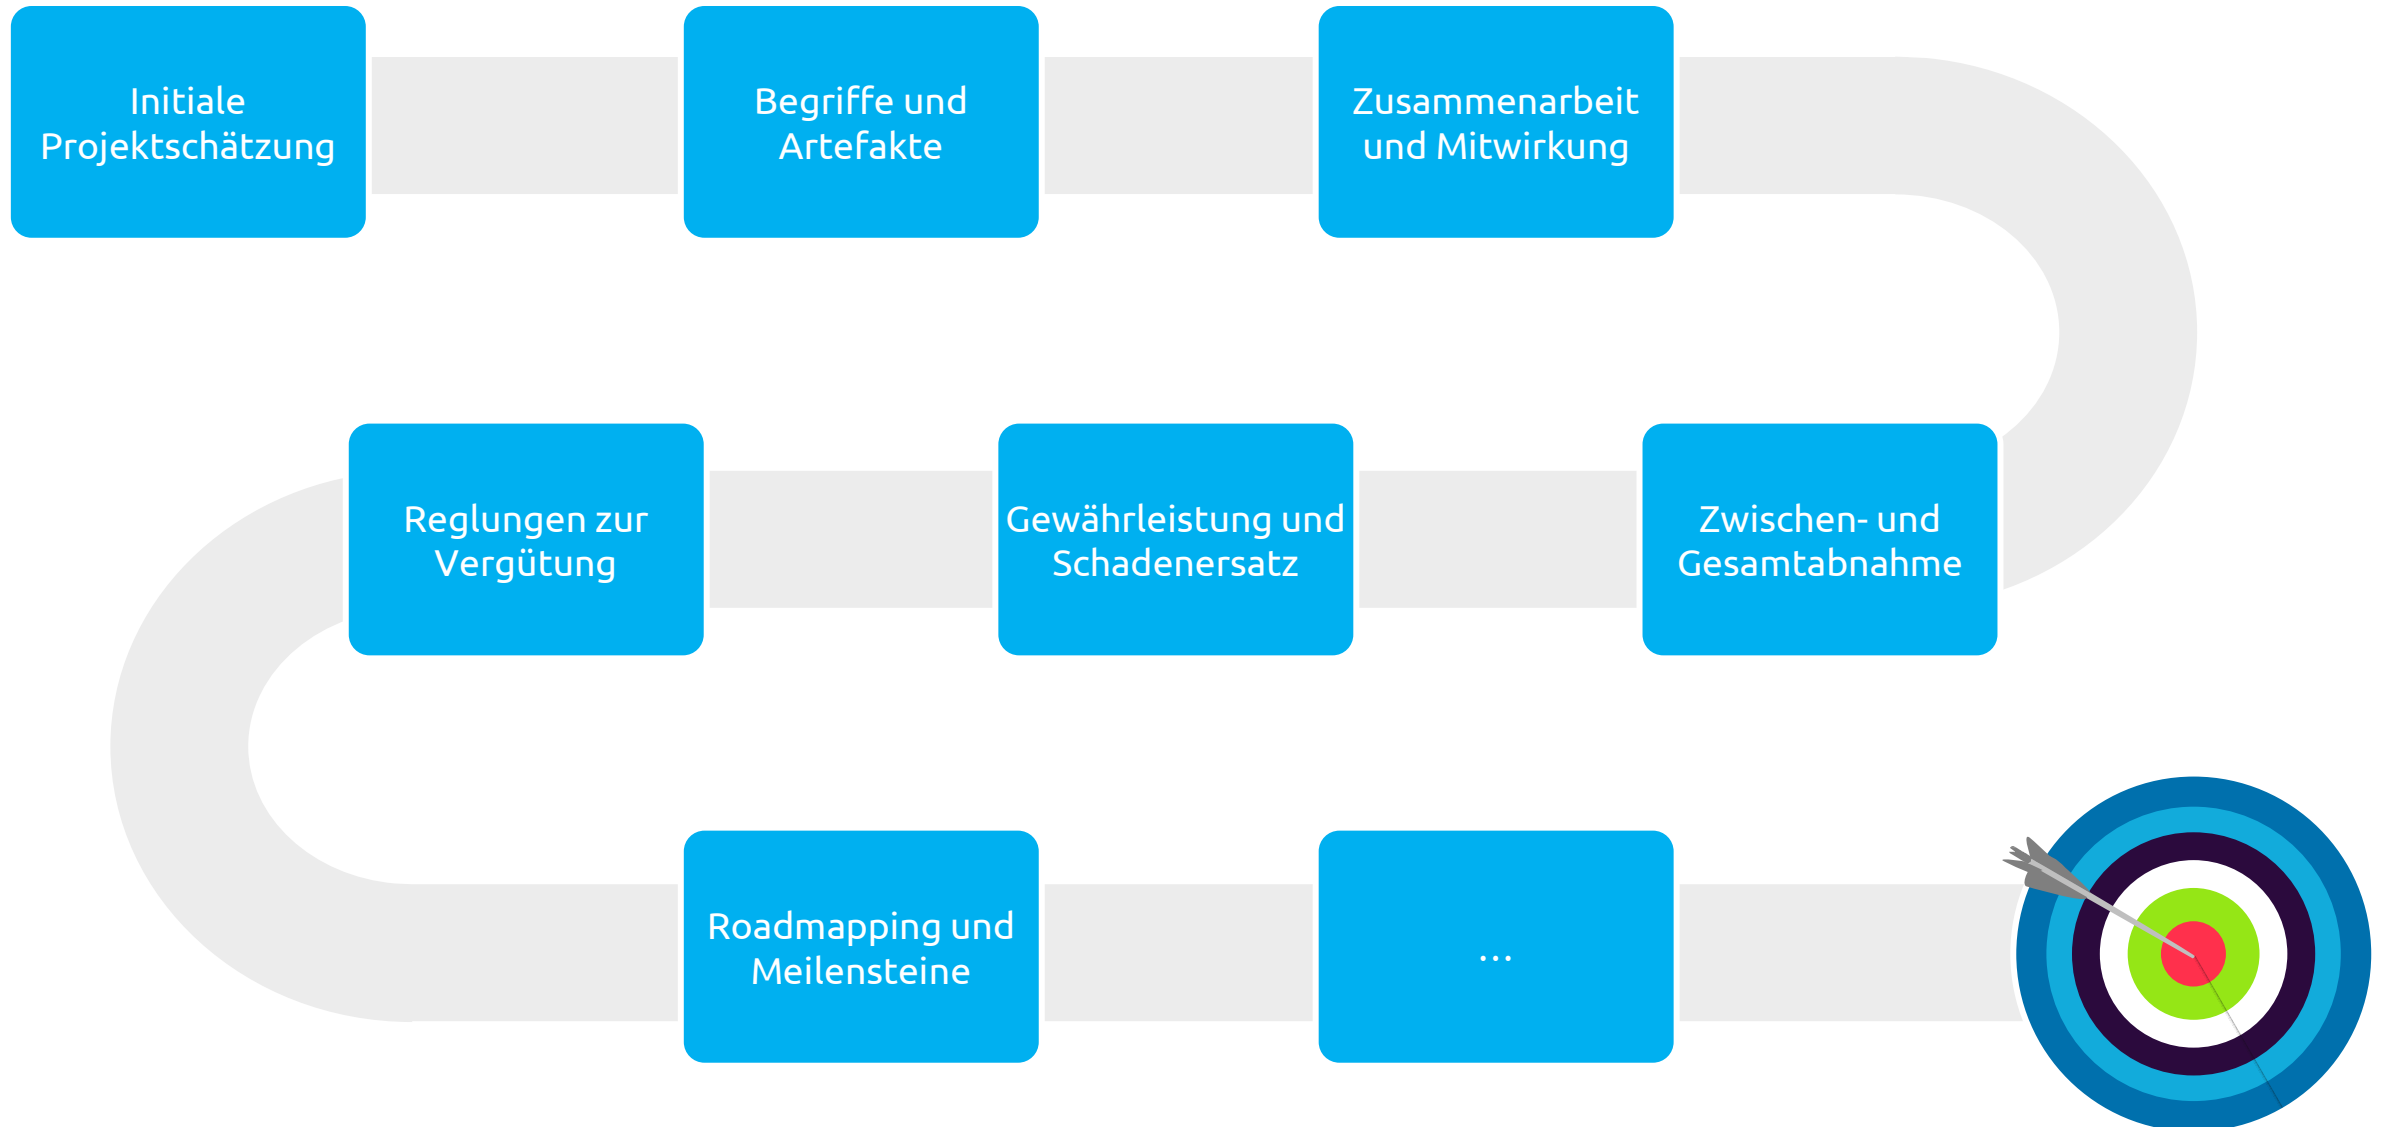 Initiale
Projektschätzung
Begriffe und
Artefakte
Zusammenarbeit
und Mitwirkung
Zwischen- und
Gesamtabnahme
Gewährleistung und
Schadenersatz
Reglungen zur
Vergütung
Roadmapping und
Meilensteine
...